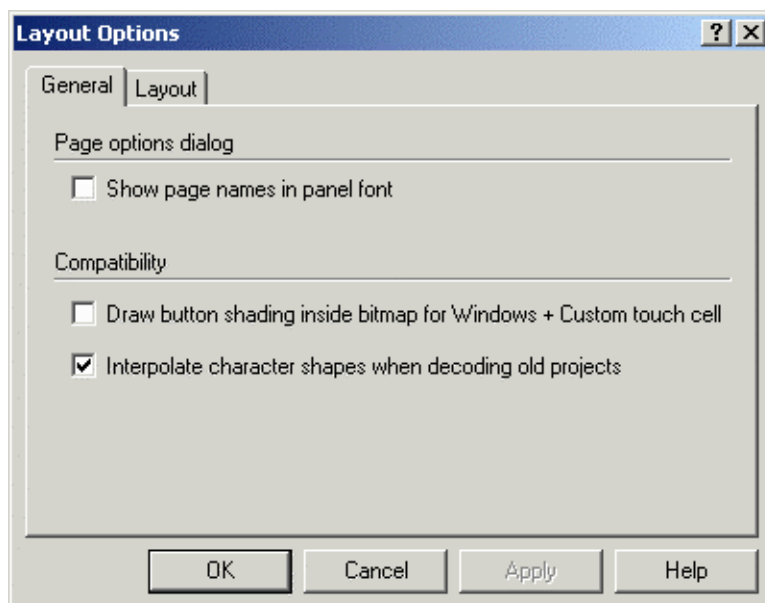 Layout Options
General Layout
Page options dialog
Show page names in panel font
Compatibility
Draw button shading inside bitmap for Windows + Custom touch cell
Interpolate character shapes when decoding old projects
OK Cancel Apply Help